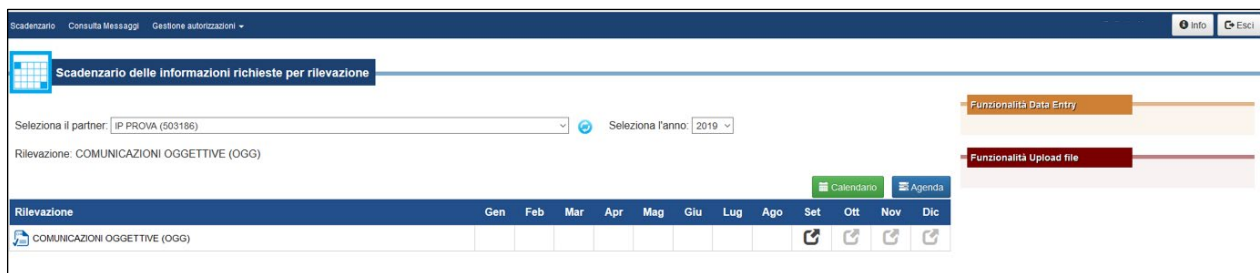 Scadenzario Consulta Messaggi Gestione autorizzazioni
Info Esci
Scadenzario delle informazioni richieste per rilevazione
Funzionalità Data Entry
Seleziona il partner: IP PROVA (503186) Seleziona l'anno: 2019
Rilevazione: COMUNICAZIONI OGGETTIVE (OGG)
Funzionalità Upload file
Calendario Agenda
Rilevazione Gen Feb Mar Apr Mag Giu Lug Ago Set Ott Nov Dic
COMUNICAZIONI OGGETTIVE (OGG)